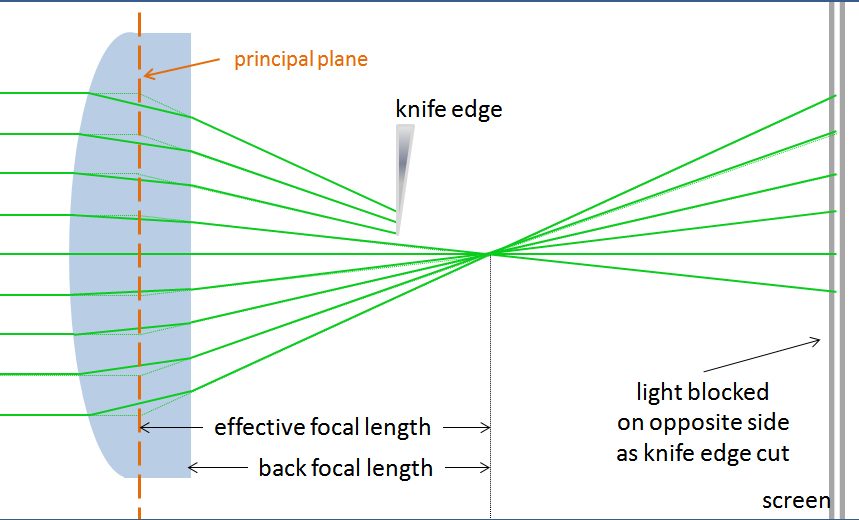 principal plane
knife edge
effective focal length
back focal length
light blocked
on opposite side
as knife edge cut
screen